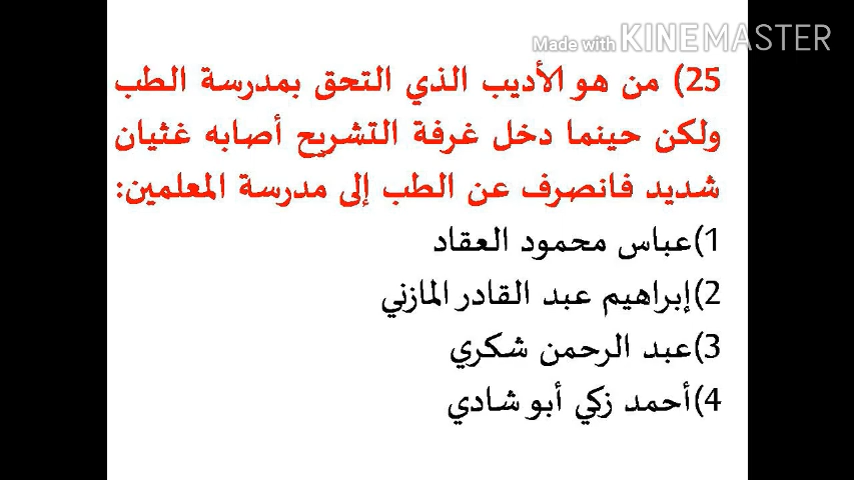 Made with KINEMASTER
25) من هو الأديب الذي التحق بمدرسة الطب
ولكن حينما دخل غرفة التشريح أصابه غثيان
شديد فانصرف عن الطب إلى مدرسة المعلمين:
1)عباس محمود العقاد
2)إبراهيم عبد القادر المازني
3)عبد الرحمن شكري
4)أحمد زكي أبو شادي